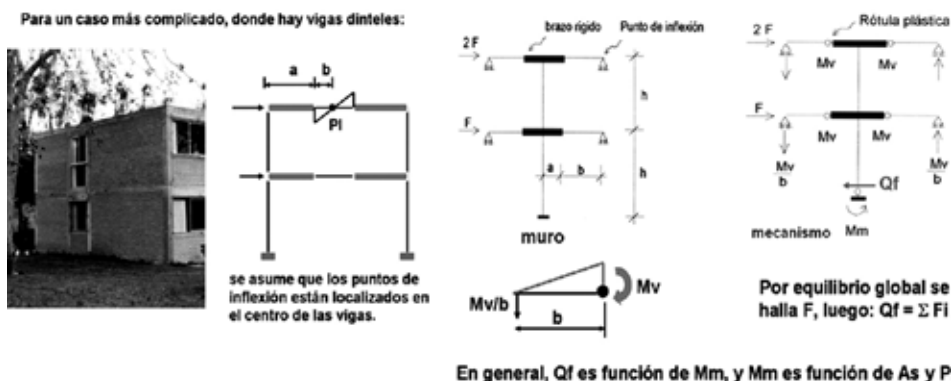 Para un caso más complicado, donde hay vigas dinteles:
a
b
PI
se asume que los puntos de
inflexión están localizados en
el centro de las vigas.
brazo rígido
Punto de inflexión
2 F
F
h
h
a
b
muro
Mv/b
Mv
b
Rótula plástica
2 F
Mv
Mv
F
Mv
Mv
Mv
b
Mv
b
Qf
mecanismo
Mm
Por equilibrio global se
halla F, luego: Qf = Σ Fi
En general, Qf es función de Mm, y Mm es función de As y P